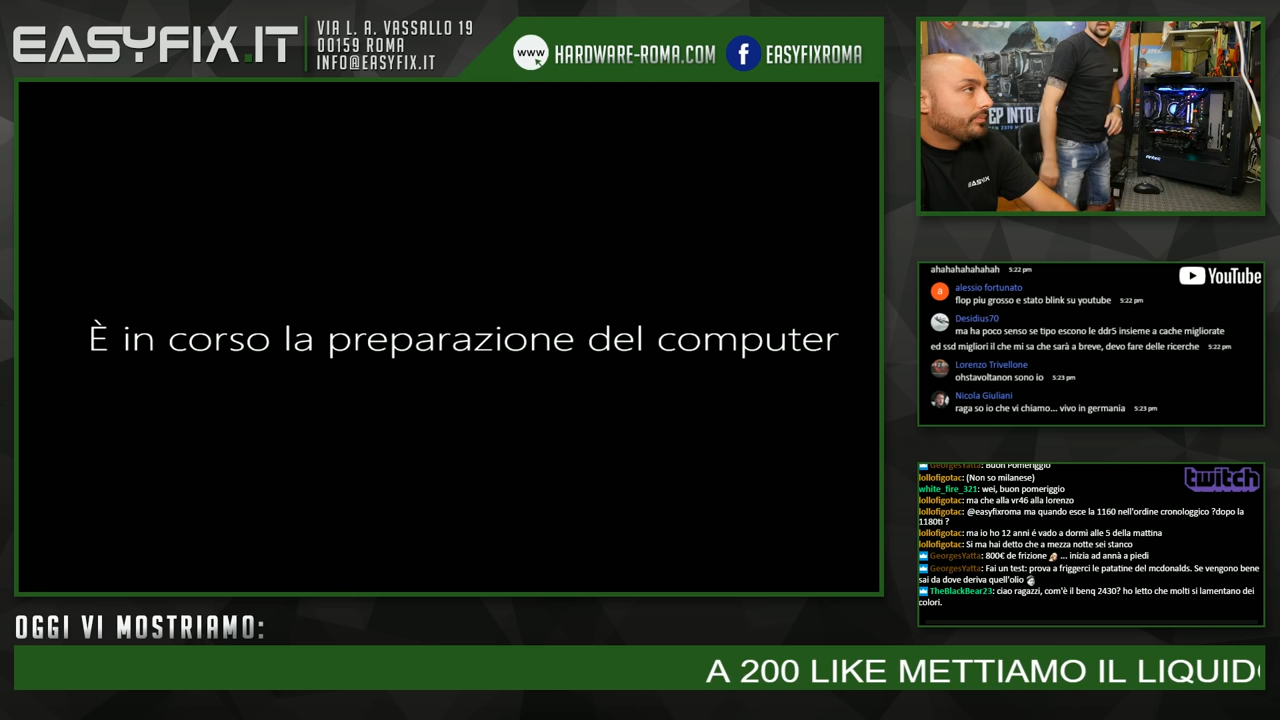 EASYFIX.IT
VIA L. A. VASSALLO 19
00159 ROMA
INFO@EASYFIX.IT
WWW
HARDWARE-ROMA.COM
f
EASYFIXROMA
È in corso la preparazione del computer
EP INTO
EASYFIX
YouTube
ahahahahahahah 5:22 pm
a
alessio fortunato
flop piu grosso e stato blink su youtube 5:22 pm
Desidius70
ma ha poco senso se tipo escono le ddr5 insieme a cache migliorate
ed ssd migliori il che mi sa che sarà a breve, devo fare delle ricerche 5:22 pm
Lorenzo Trivellone
ohstavoltanon sono io 5:23 pm
Nicola Giuliani
raga so io che vi chiamo... vivo in germania 5:23 pm
twitch
GeorgesYatta: Buon Pomeriggio
lollofigotac: (Non so milanese)
white_fire_321: wei, buon pomeriggio
lollofigotac: ma che alla vr46 alla lorenzo
lollofigotac: @easyfixroma ma quando esce la 1160 nell'ordine cronologgico ?dopo la
1180ti ?
lollofigotac: ma io ho 12 anni é vado a dormì alle 5 della mattina
lollofigotac: Si ma hai detto che a mezza notte sei stanco
GeorgesYatta: 800€ de frizione ... inizia ad annà a piedi
GeorgesYatta: Fai un test: prova a friggerci le patatine del mcdonalds. Se vengono bene
sai da dove deriva quell'olio
TheBlackBear23: ciao ragazzi, com'è il benq 2430? ho letto che molti si lamentano dei
colori.
OGGI VI MOSTRIAMO:
A 200 LIKE METTIAMO IL LIQUID